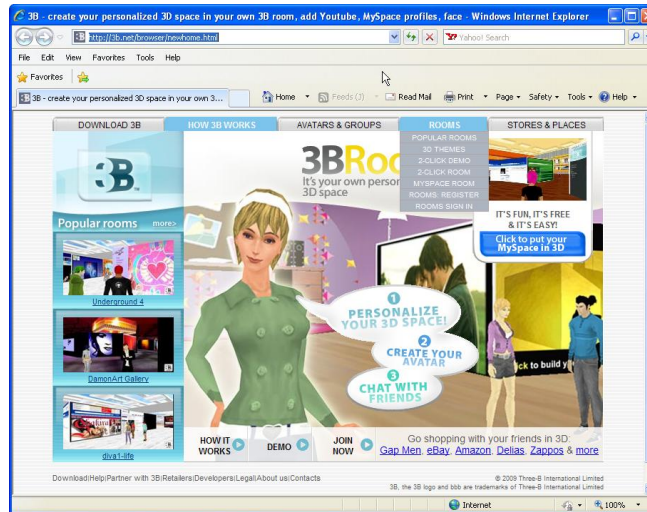 3B - create your personalized 3D space in your own 3B room, add Youtube, MySpace profiles, face - Windows Internet Explorer
http://3b.net/browser/newhome.html
Yahoo! Search
File Edit View Favorites Tools Help
Favorites
3B - create your personalized 3D space in your own 3...
Home Feeds (J) Read Mail Print Page Safety Tools Help
DOWNLOAD 3B HOW 3B WORKS AVATARS & GROUPS ROOMS STORES & PLACES
POPULAR ROOMS
3D THEMES
2-CLICK DEMO
2-CLICK ROOM
MYSPACE ROOM
ROOMS: REGISTER
ROOMS SIGN IN
3B
3BRoo
It's your own person
3D space
IT'S FUN, IT'S FREE
& IT'S EASY!
Click to put your
MySpace in 3D
Popular rooms more>
Underground 4
DamonArt Gallery
diva1-life
1
PERSONALIZE
YOUR 3D SPACE!
2
CREATE YOUR
AVATAR
3
CHAT WITH
FRIENDS
ck to build y
HOW IT
WORKS
DEMO
JOIN
NOW
Go shopping with your friends in 3D:
Gap Men, eBay, Amazon, Delias, Zappos & more
Download|Help|Partner with 3B|Retailers|Developers|Legal|About us|Contacts
© 2009 Three-B International Limited
3B, the 3B logo and bbb are trademarks of Three-B International Limited
Internet
100%